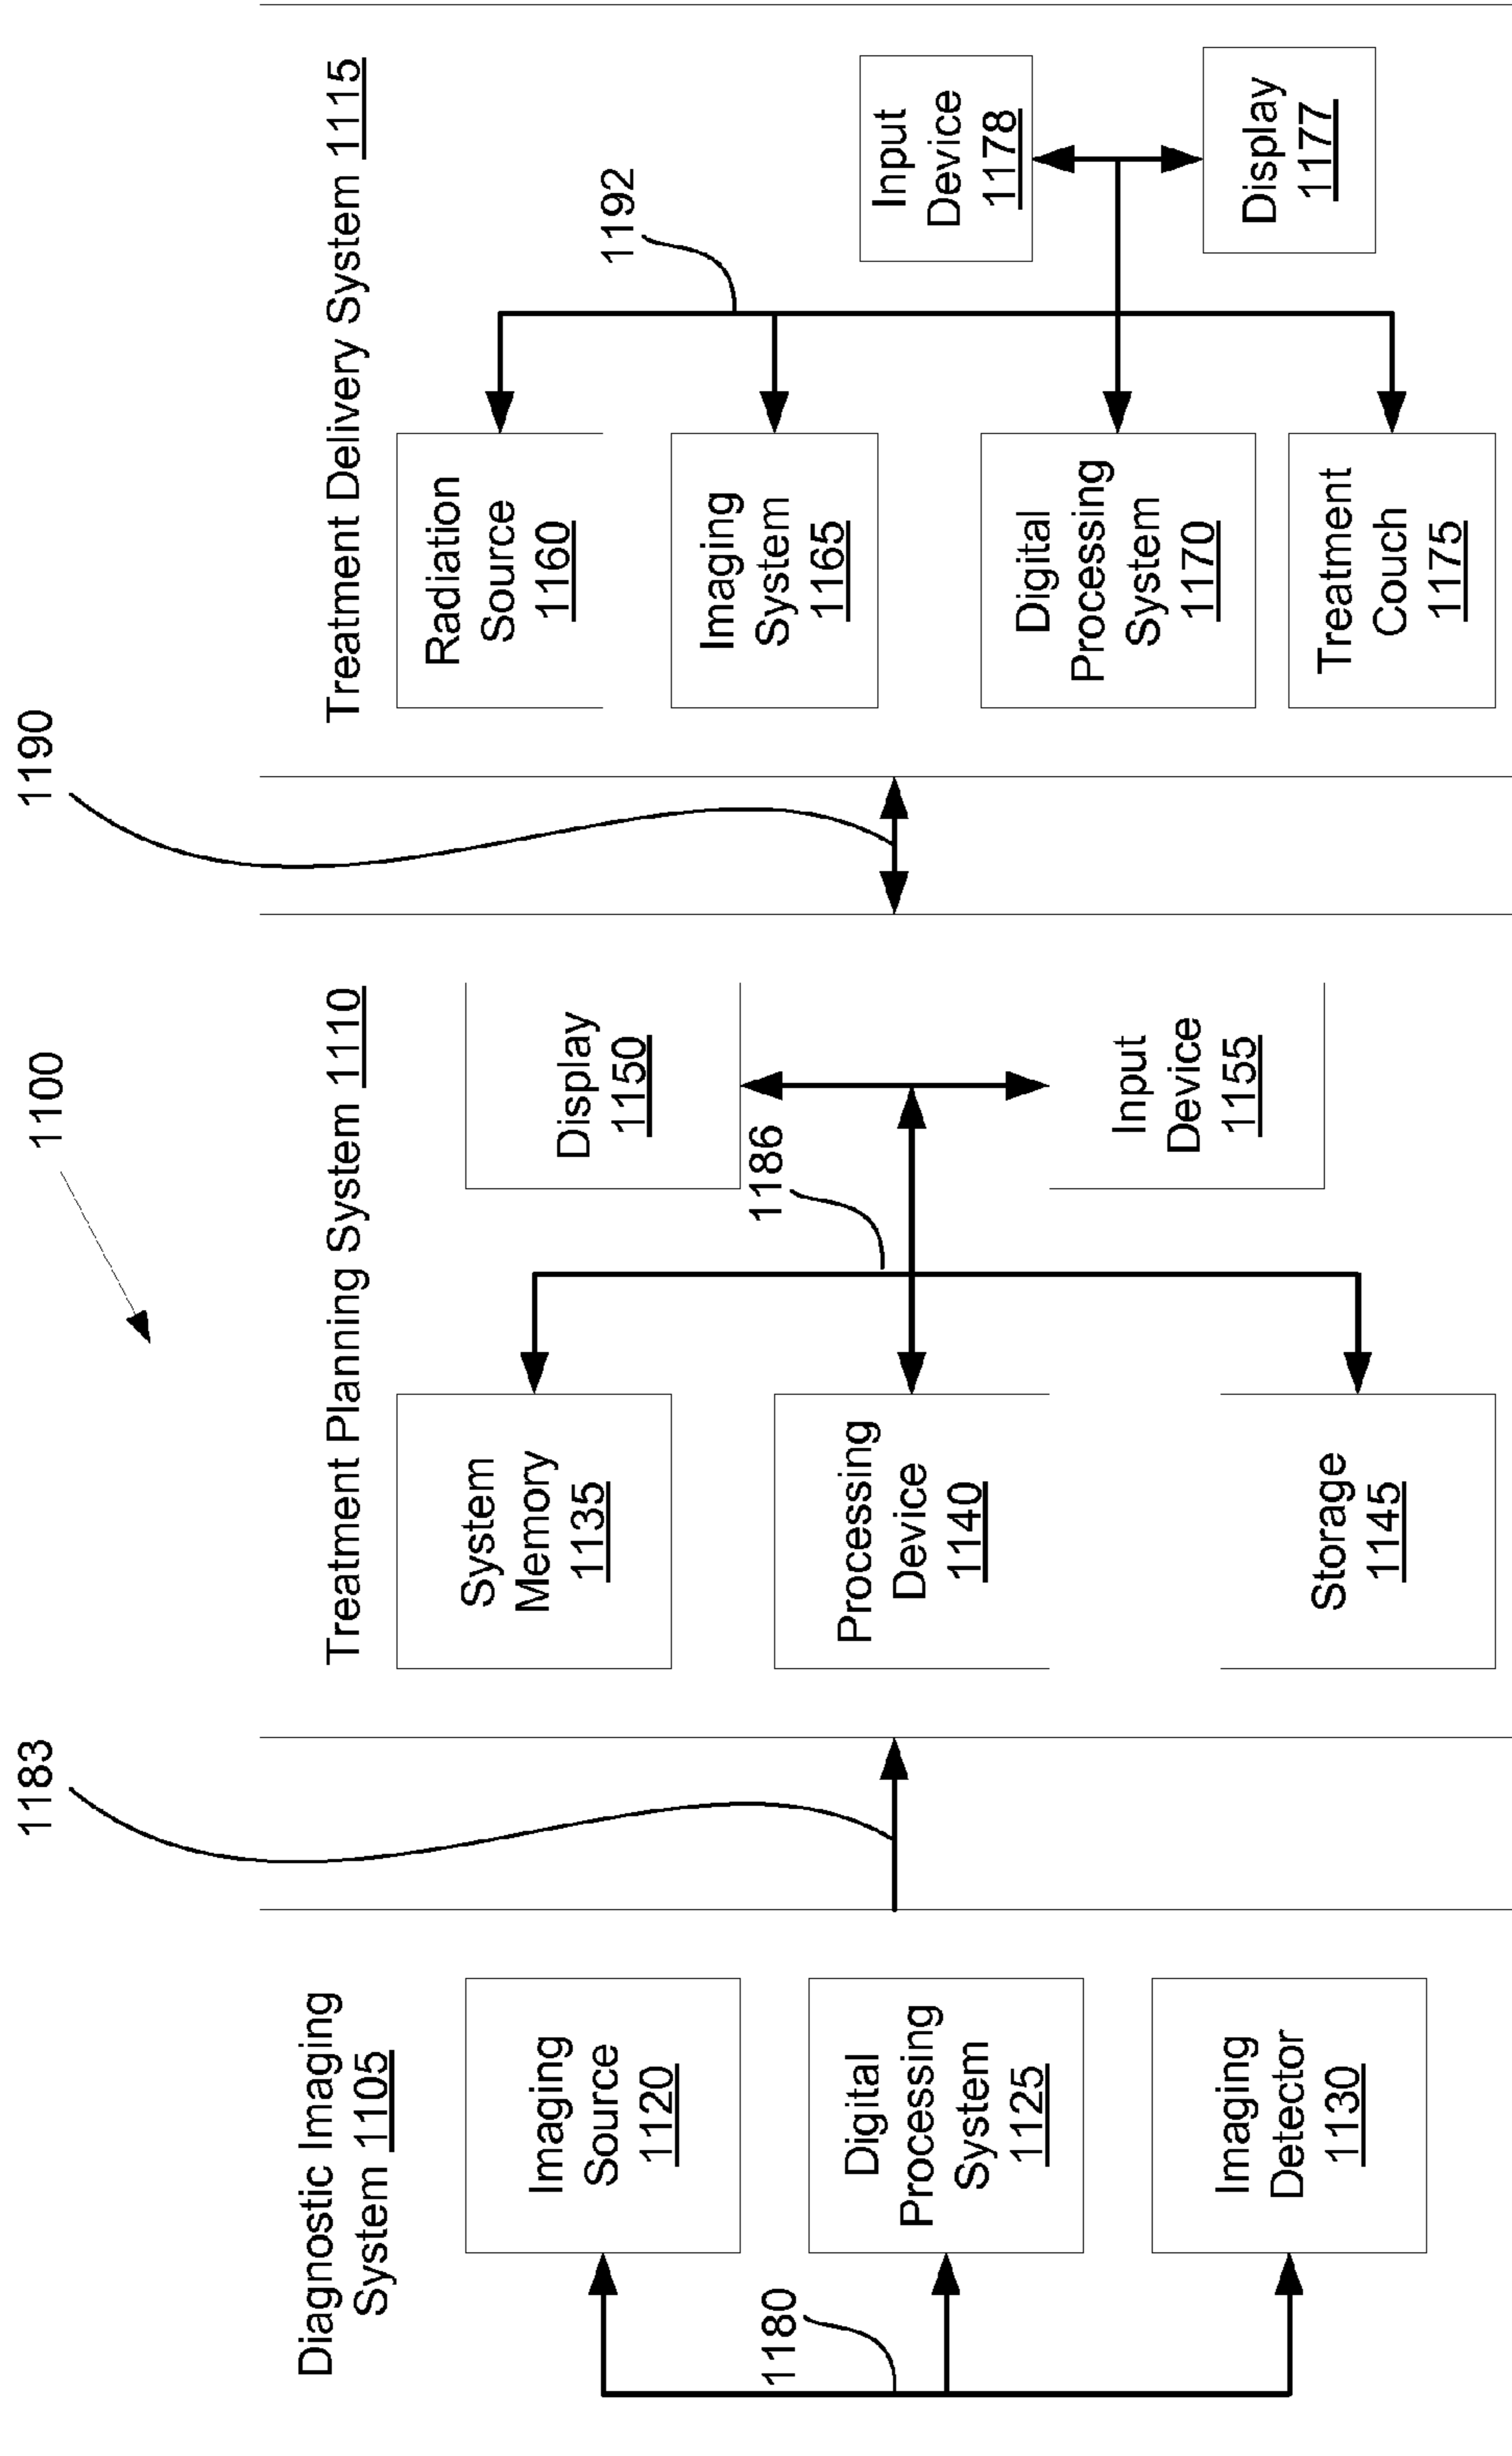 1100
1183
1190
Diagnostic Imaging
System 1105
Imaging
Source
1120
Digital
Processing
System
1125
Imaging
Detector
1130
1180
Treatment Planning System 1110
System
Memory
1135
Processing
Device
1140
Storage
1145
1186
Display
1150
Input
Device
1155
Treatment Delivery System 1115
Radiation
Source
1160
Imaging
System
1165
Digital
Processing
System
1170
Treatment
Couch
1175
1192
Input
Device
1178
Display
1177